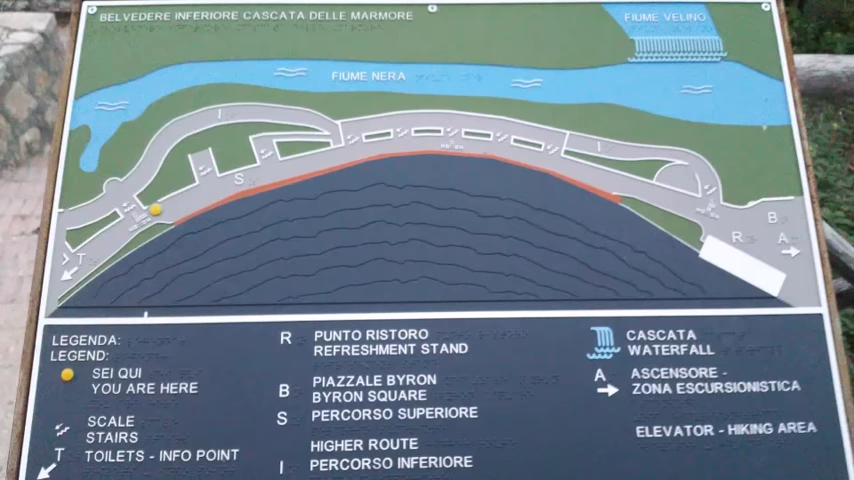 BELVEDERE INFERIORE CASCATA DELLE MARMORE
FIUME VELINO
FIUME NERA
I
S
I
T
B
R
A
LEGENDA:
LEGEND:
SEI QUI
YOU ARE HERE
SCALE
STAIRS
T TOILETS - INFO POINT
R PUNTO RISTORO
REFRESHMENT STAND
B PIAZZALE BYRON
BYRON SQUARE
S PERCORSO SUPERIORE
HIGHER ROUTE
I PERCORSO INFERIORE
CASCATA
WATERFALL
A ASCENSORE -
ZONA ESCURSIONISTICA
ELEVATOR - HIKING AREA